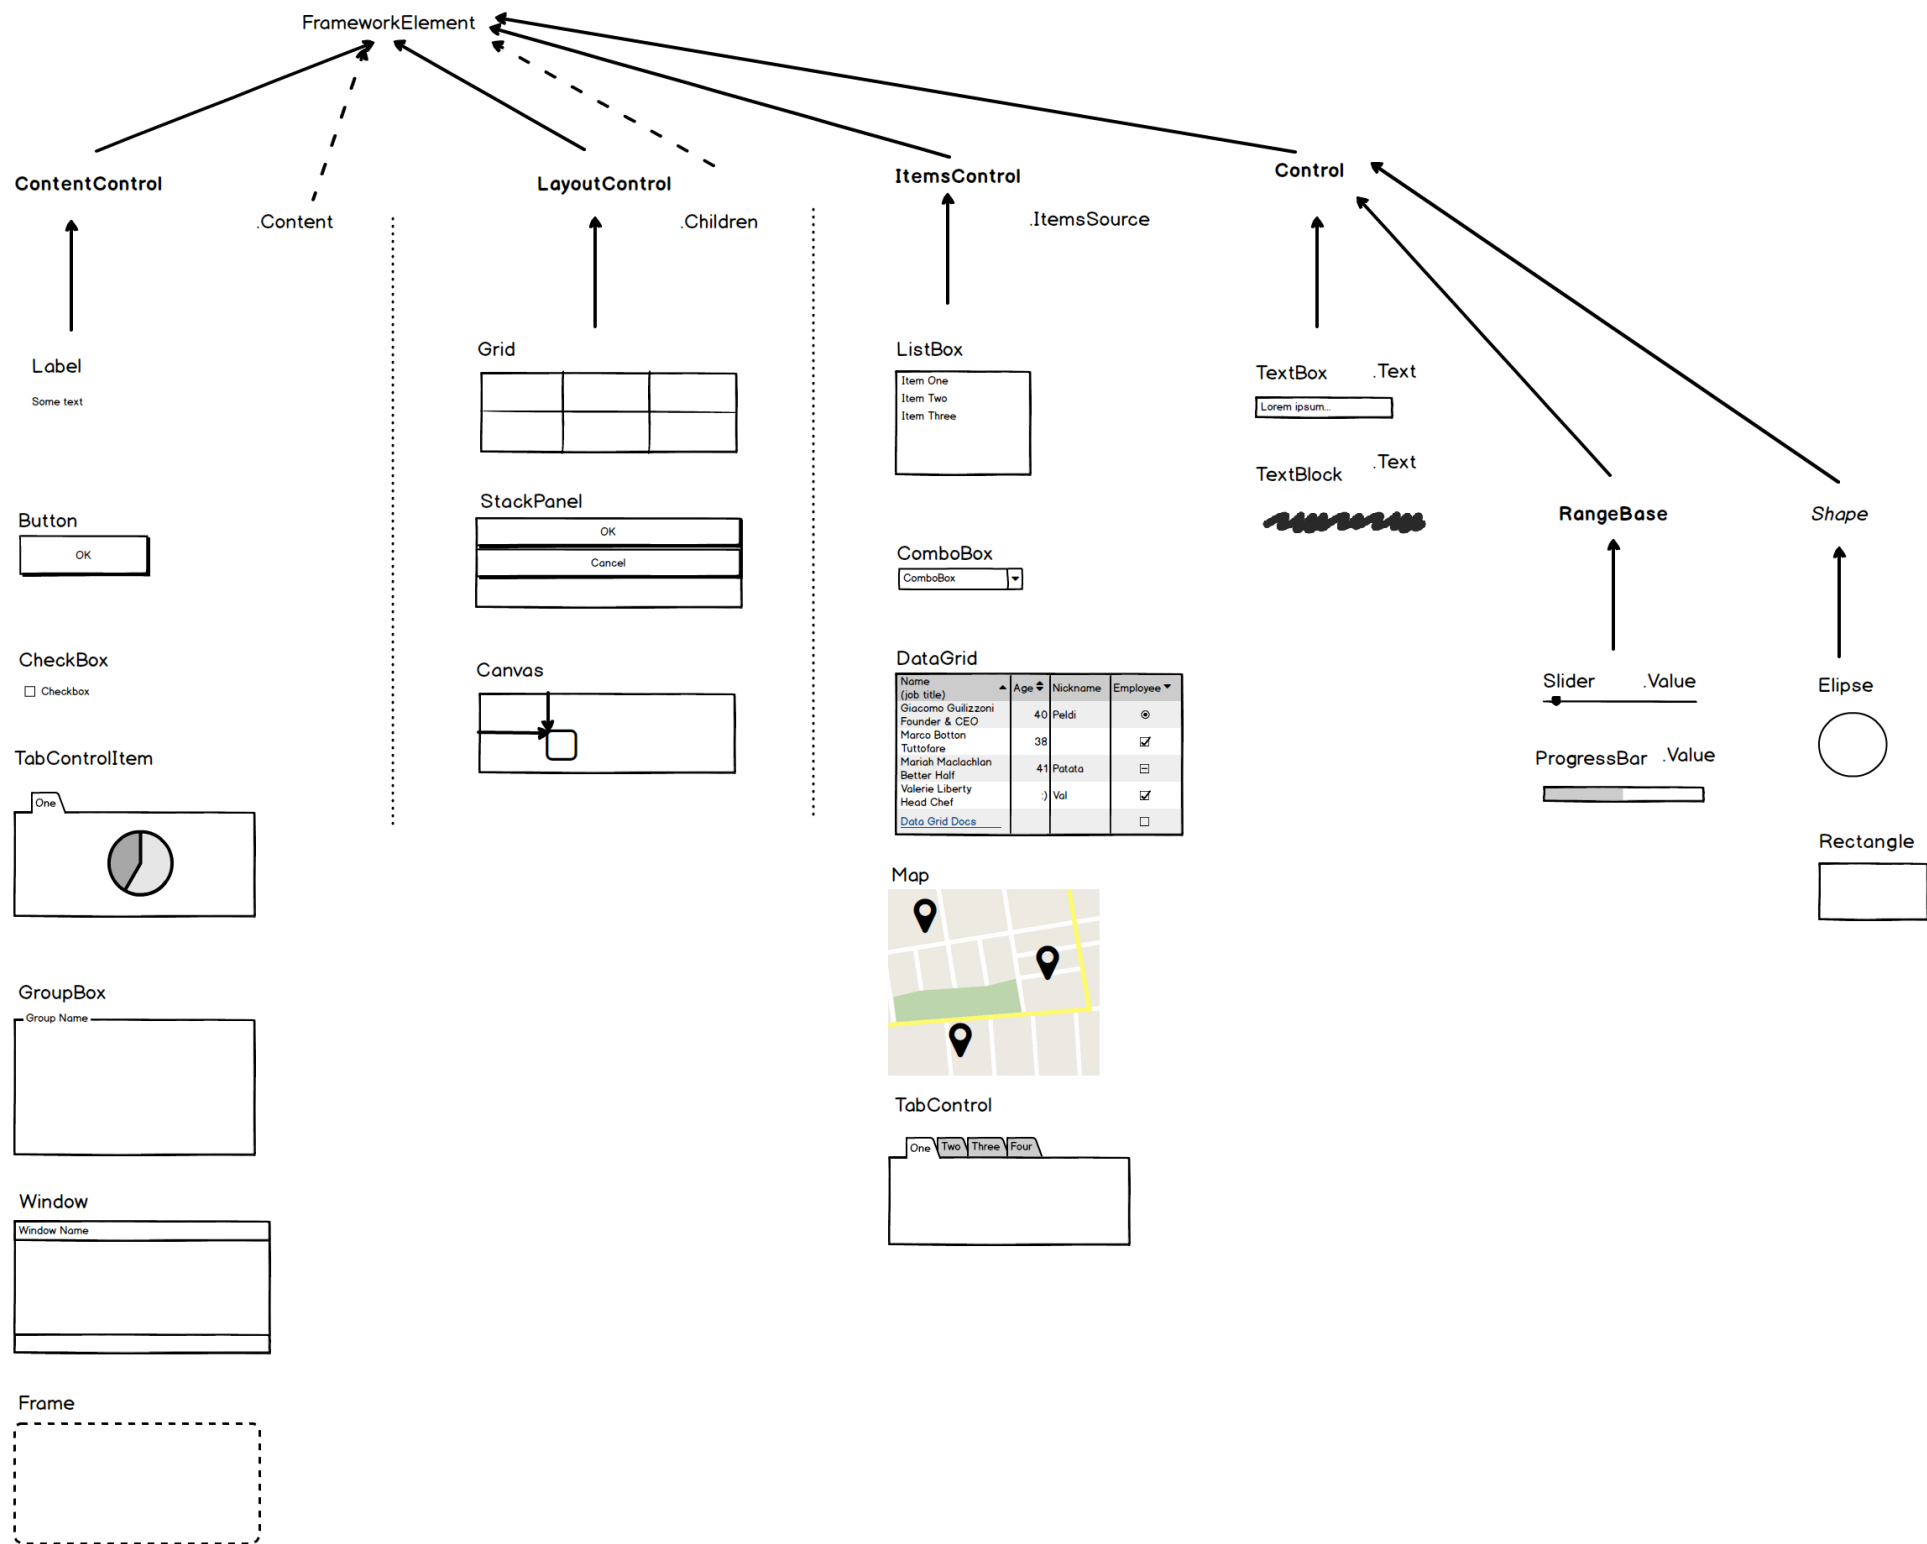 FrameworkElement
ContentControl
.Content
LayoutControl
.Children
ItemsControl
.ItemsSource
Control
Label
Some text
Button
OK
CheckBox
Checkbox
TabControlItem
One
GroupBox
Group Name
Window
Window Name
Frame
Grid
StackPanel
OK
Cancel
Canvas
ListBox
Item One
Item Two
Item Three
ComboBox
ComboBox
DataGrid
Name
(job title) Age Nickname Employee
Giacomo Guilizzoni
Founder & CEO 40 Peldi
Marco Botton
Tuttofare 38
Mariah Maclachlan
Better Half 41 Patata
Valerie Liberty
Head Chef :) Val
Data Grid Docs
Map
TabControl
One Two Three Four
TextBox .Text
Lorem ipsum...
TextBlock .Text
RangeBase
Slider .Value
ProgressBar .Value
Shape
Elipse
Rectangle